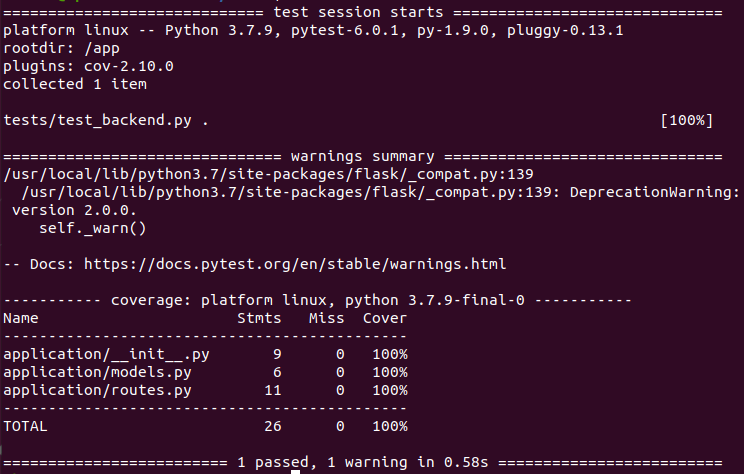 ============================= test session starts ==============================
platform linux -- Python 3.7.9, pytest-6.0.1, py-1.9.0, pluggy-0.13.1
rootdir: /app
plugins: cov-2.10.0
collected 1 item
tests/test_backend.py . [100%]
=============================== warnings summary ===============================
/usr/local/lib/python3.7/site-packages/flask/_compat.py:139
/usr/local/lib/python3.7/site-packages/flask/_compat.py:139: DeprecationWarning:
version 2.0.0.
self._warn()
-- Docs: https://docs.pytest.org/en/stable/warnings.html
----------- coverage: platform linux, python 3.7.9-final-0 -----------
Name Stmts Miss Cover
---------------------------------------------
application/__init__.py 9 0 100%
application/models.py 6 0 100%
application/routes.py 11 0 100%
---------------------------------------------
TOTAL 26 0 100%
========================= 1 passed, 1 warning in 0.58s =========================